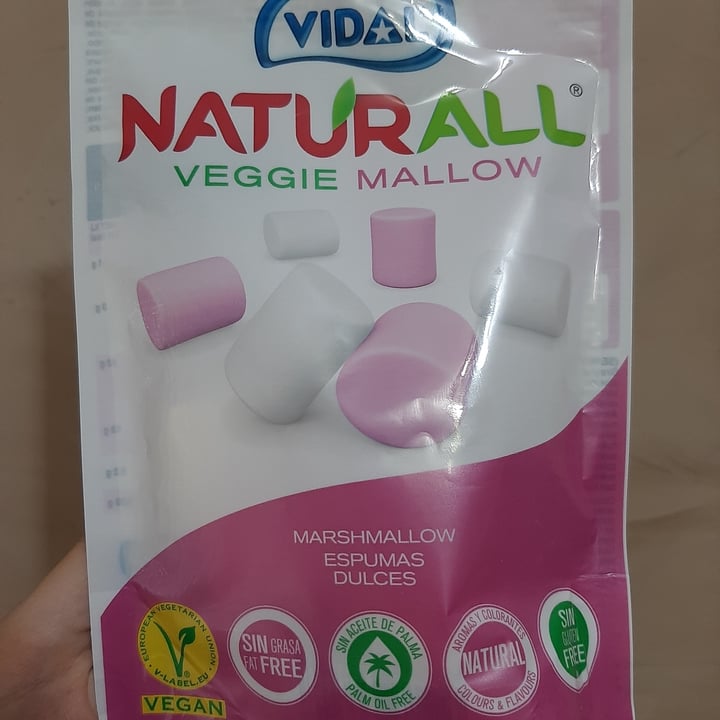 VIDAL
NATURALL®
VEGGIE MALLOW
MARSHMALLOW
ESPUMAS
DULCES
EUROPEAN VEGETARIAN UNION
V-LABEL.EU
VEGAN
SIN GRASA
FAT FREE
SIN ACEITE DE PALMA
PALM OIL FREE
AROMAS Y COLORANTES
NATURAL
COLOURS & FLAVOURS
SIN
GLUTEN
FREE